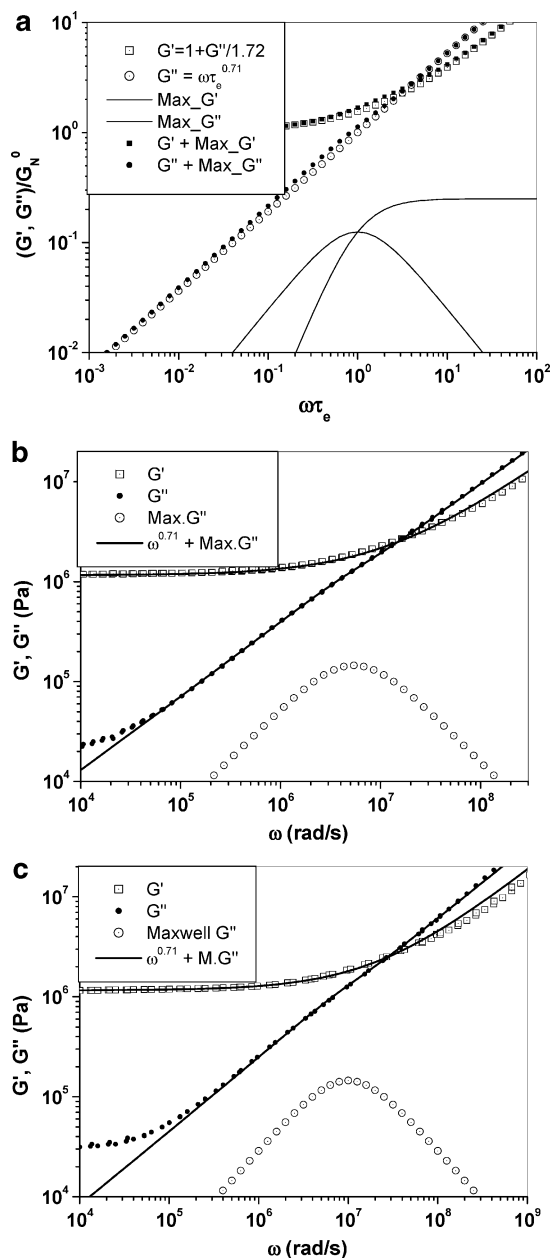 a
(G', G'')/G_N^0
10^1
10^0
10^-1
10^-2
G'=1+G''/1.72
G'' = ωτ_e^0.71
Max_G'
Max_G''
G' + Max_G'
G'' + Max_G''
10^-3 10^-2 10^-1 10^0 10^1 10^2
ωτ_e
b
G', G'' (Pa)
10^7
10^6
10^5
10^4
G'
G''
Max.G''
ω^0.71 + Max.G''
10^4 10^5 10^6 10^7 10^8
ω (rad/s)
c
G', G'' (Pa)
10^7
10^6
10^5
10^4
G'
G''
Maxwell G''
ω^0.71 + M.G''
10^4 10^5 10^6 10^7 10^8 10^9
ω (rad/s)